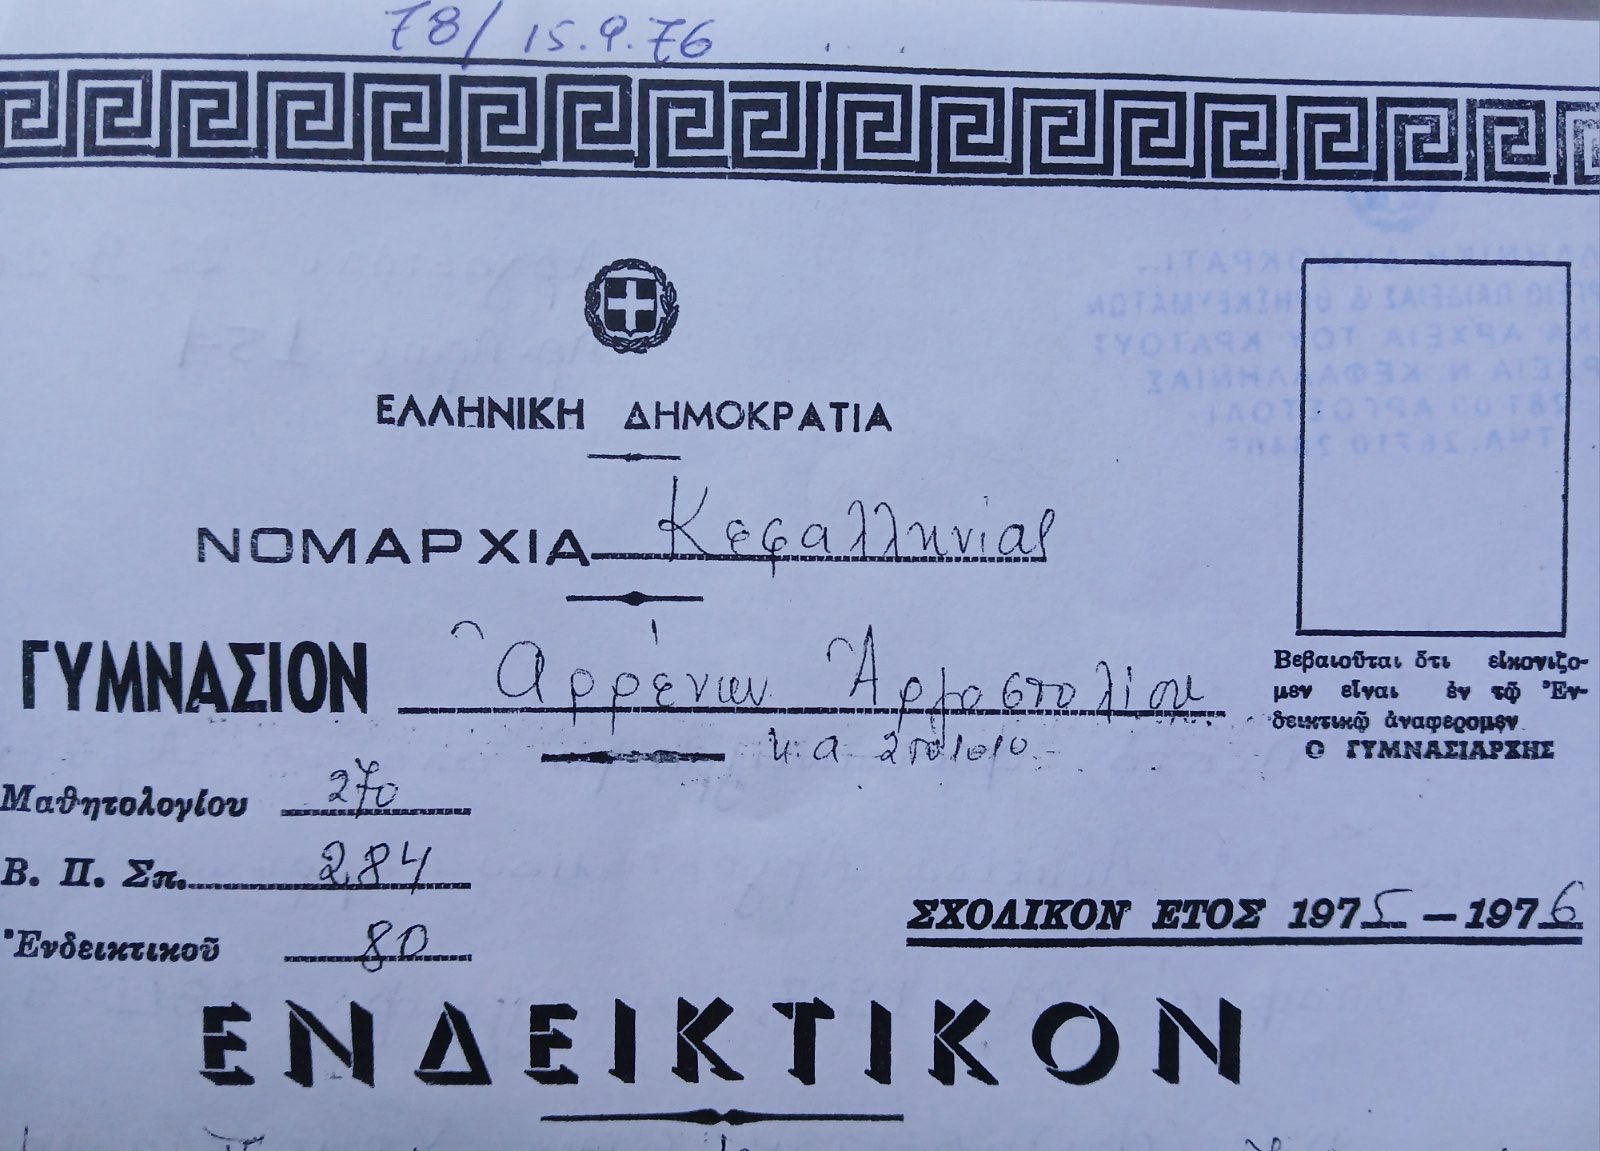 78/15.9.76
ΕΛΛΗΝΙΚΗ ΔΗΜΟΚΡΑΤΙΑ
ΝΟΜΑΡΧΙΑ Κεφαλληνίας
ΓΥΜΝΑΣΙΟΝ Ἀρρένων Ἀργοστολίου
Βεβαιοῦται ὅτι εἰκονιζο-
μεν εἶναι ἐν τῷ Ἐν-
δεικτικῷ ἀναφερομεν
Ο ΓΥΜΝΑΣΙΑΡΧΗΣ
Μαθητολογίου 270
Β. Π. Σπ. 284
Ἐνδεικτικοῦ 80
ΣΧΟΛΙΚΟΝ ΕΤΟΣ 1975 – 1976
ΕΝΔΕΙΚΤΙΚΟΝ